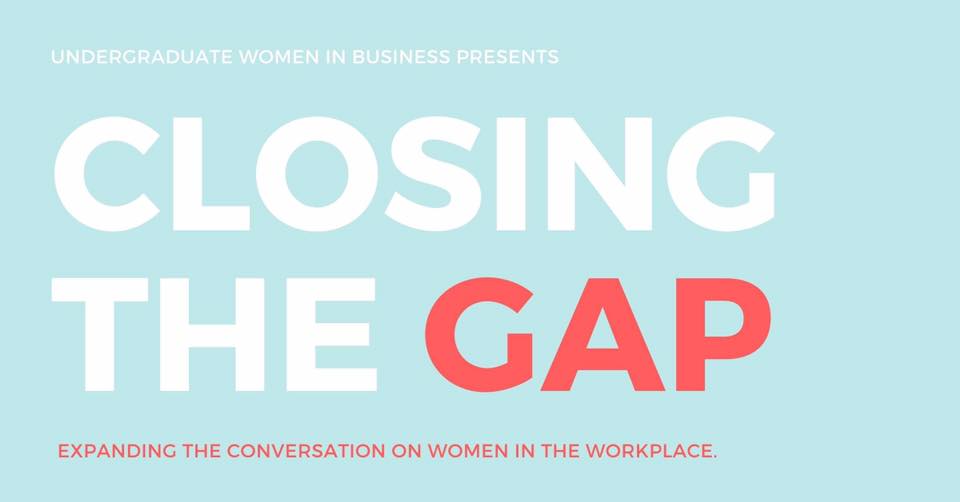 UNDERGRADUATE WOMEN IN BUSINESS PRESENTS
CLOSING
THE GAP
EXPANDING THE CONVERSATION ON WOMEN IN THE WORKPLACE.